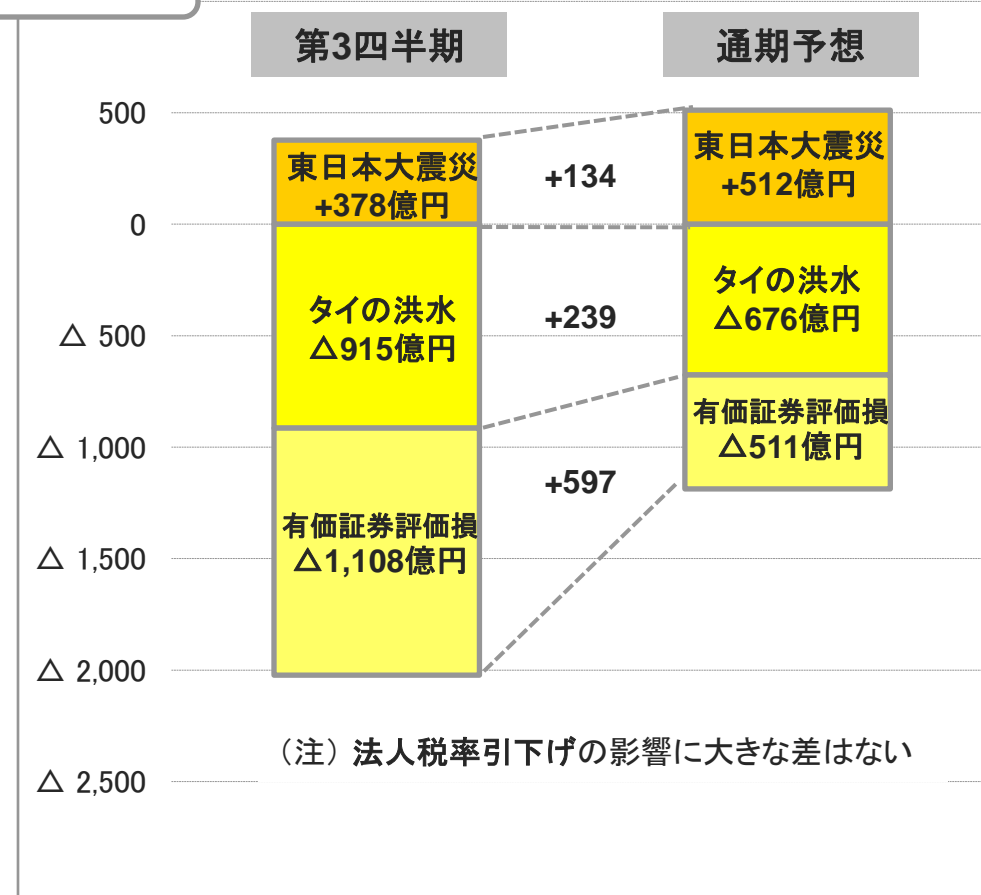 第3四半期
通期予想
500
0
△ 500
△ 1,000
△ 1,500
△ 2,000
△ 2,500
東日本大震災
+378億円
タイの洪水
△915億円
有価証券評価損
△1,108億円
+134
+239
+597
東日本大震災
+512億円
タイの洪水
△676億円
有価証券評価損
△511億円
（注）法人税率引下げの影響に大きな差はない